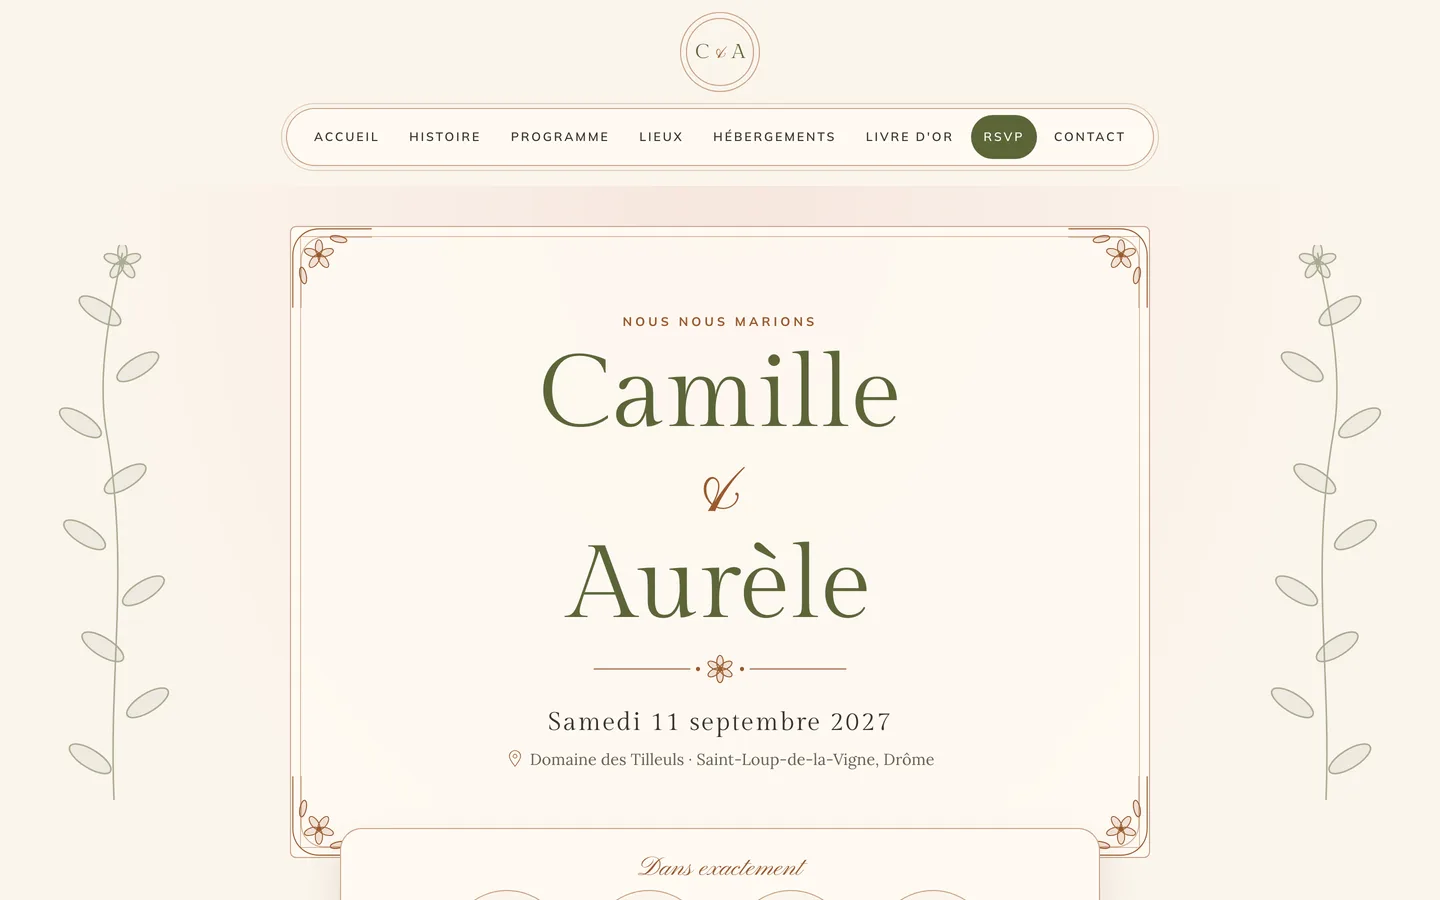 C & A
ACCUEIL HISTOIRE PROGRAMME LIEUX HÉBERGEMENTS LIVRE D'OR RSVP CONTACT
NOUS NOUS MARIONS
Camille
&
Aurèle
Samedi 11 septembre 2027
Domaine des Tilleuls · Saint-Loup-de-la-Vigne, Drôme
Dans exactement